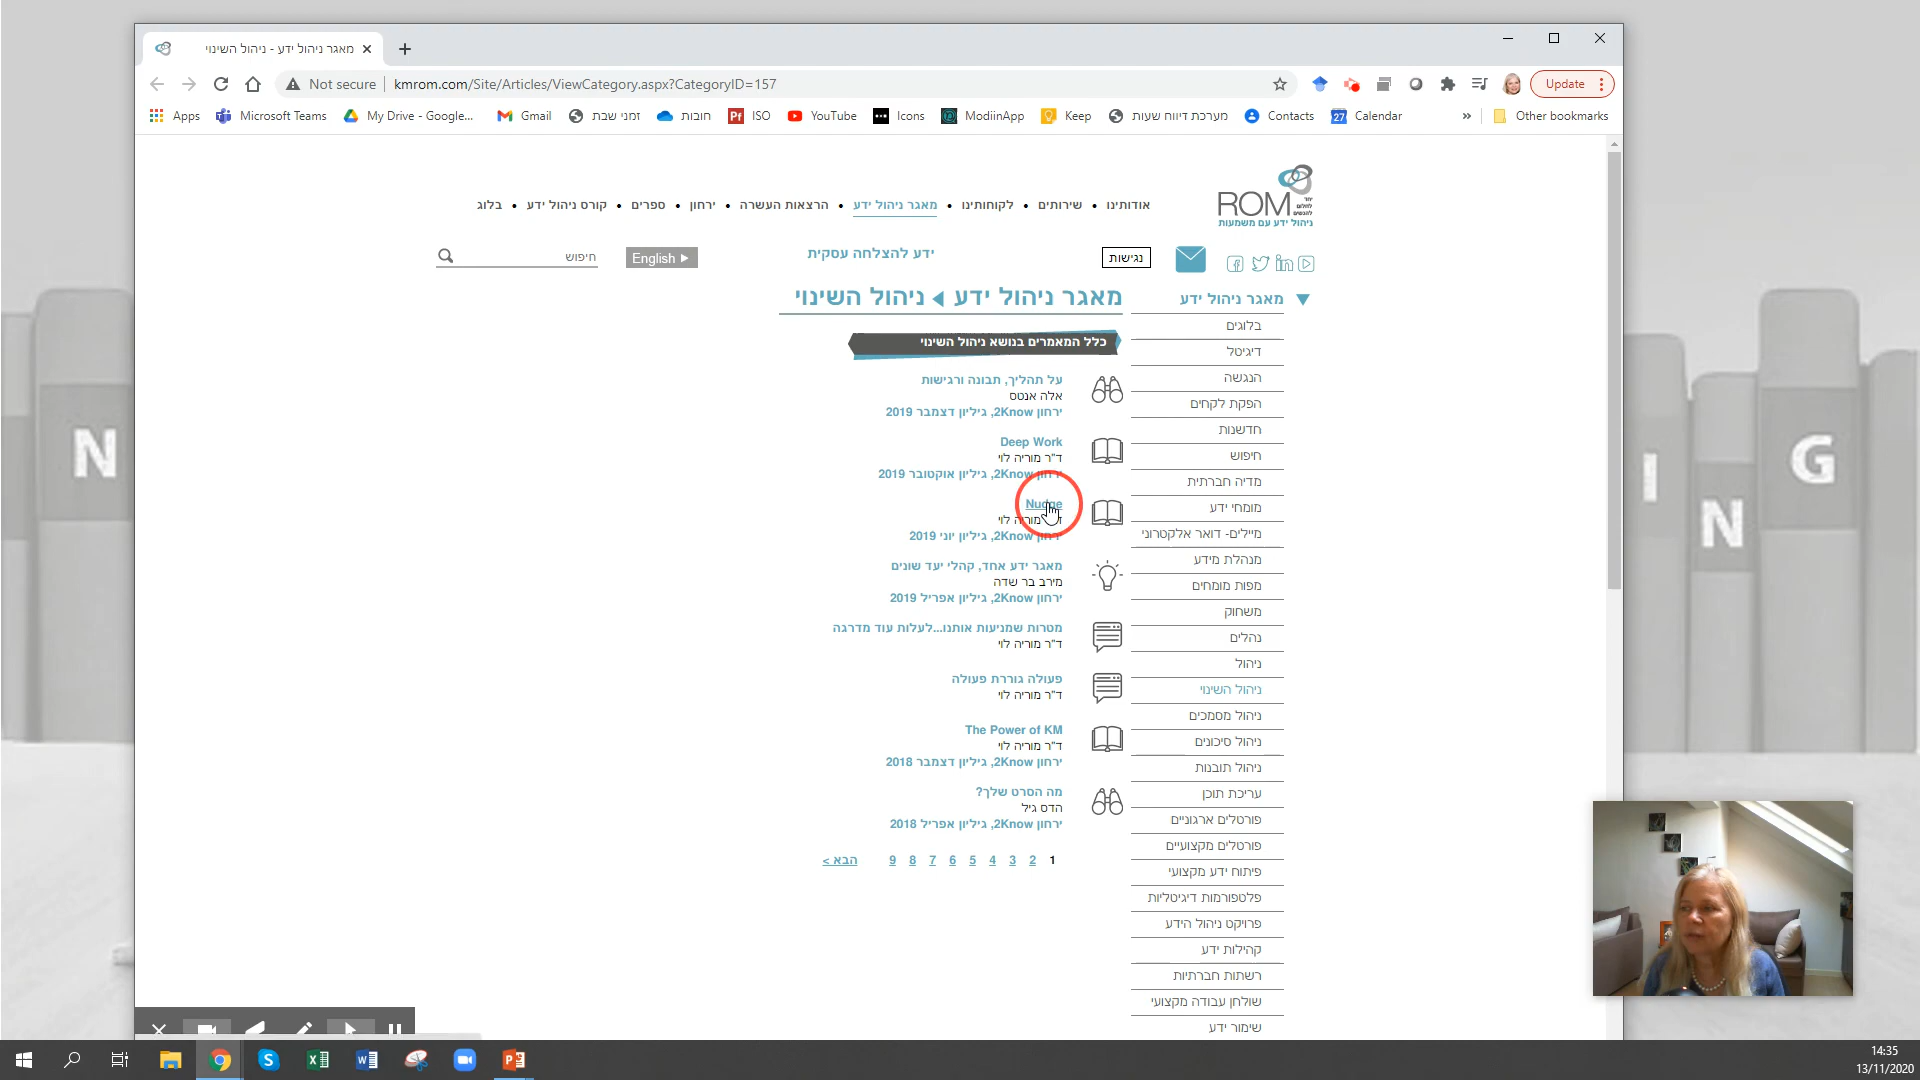 מאגר ניהול ידע - ניהול השינוי
Not secure
kmrom.com/Site/Articles/ViewCategory.aspx?CategoryID=157
Update
Apps
Microsoft Teams
My Drive - Google...
Gmail
זמני שבת
חובות
ISO
YouTube
Icons
ModiinApp
Keep
מערכת דיווח שעות
Contacts
27 Calendar
»
Other bookmarks
ROM
ניהול ידע עם משמעות
אודותינו • שירותים • לקוחותינו • מאגר ניהול ידע • הרצאות העשרה • ירחון • ספרים • קורס ניהול ידע • בלוג
נגישות
ידע להצלחה עסקית
English
חיפוש
מאגר ניהול ידע
בלוגים
דיגיטל
הנגשה
הפקת לקחים
חדשנות
חיפוש
מדיה חברתית
מומחי ידע
מיילים- דואר אלקטרוני
מנהלת מידע
מפות מומחים
משחוק
נהלים
ניהול
ניהול השינוי
ניהול מסמכים
ניהול סיכונים
ניהול תובנות
עריכת תוכן
פורטלים ארגוניים
פורטלים מקצועיים
פיתוח ידע מקצועי
פלטפורמות דיגיטליות
פרויקט ניהול הידע
קהילות ידע
רשתות חברתיות
שולחן עבודה מקצועי
שימור ידע
מאגר ניהול ידע ניהול השינוי
כלל המאמרים בנושא ניהול השינוי
על תהליך, תבונה ורגישות
אלה אנטס
ירחון 2Know, גיליון דצמבר 2019
Deep Work
ד"ר מוריה לוי
ירחון 2Know, גיליון אוקטובר 2019
Nudge
ד"ר מוריה לוי
ירחון 2Know, גיליון יוני 2019
מאגר ידע אחד, קהלי יעד שונים
מירב בר שדה
ירחון 2Know, גיליון אפריל 2019
מטרות שמניעות אותנו...לעלות עוד מדרגה
ד"ר מוריה לוי
פעולה גוררת פעולה
ד"ר מוריה לוי
The Power of KM
ד"ר מוריה לוי
ירחון 2Know, גיליון דצמבר 2018
מה הסרט שלך?
הדס גיל
ירחון 2Know, גיליון אפריל 2018
1 2 3 4 5 6 7 8 9 הבא >
N
I
N
G
14:35
13/11/2020